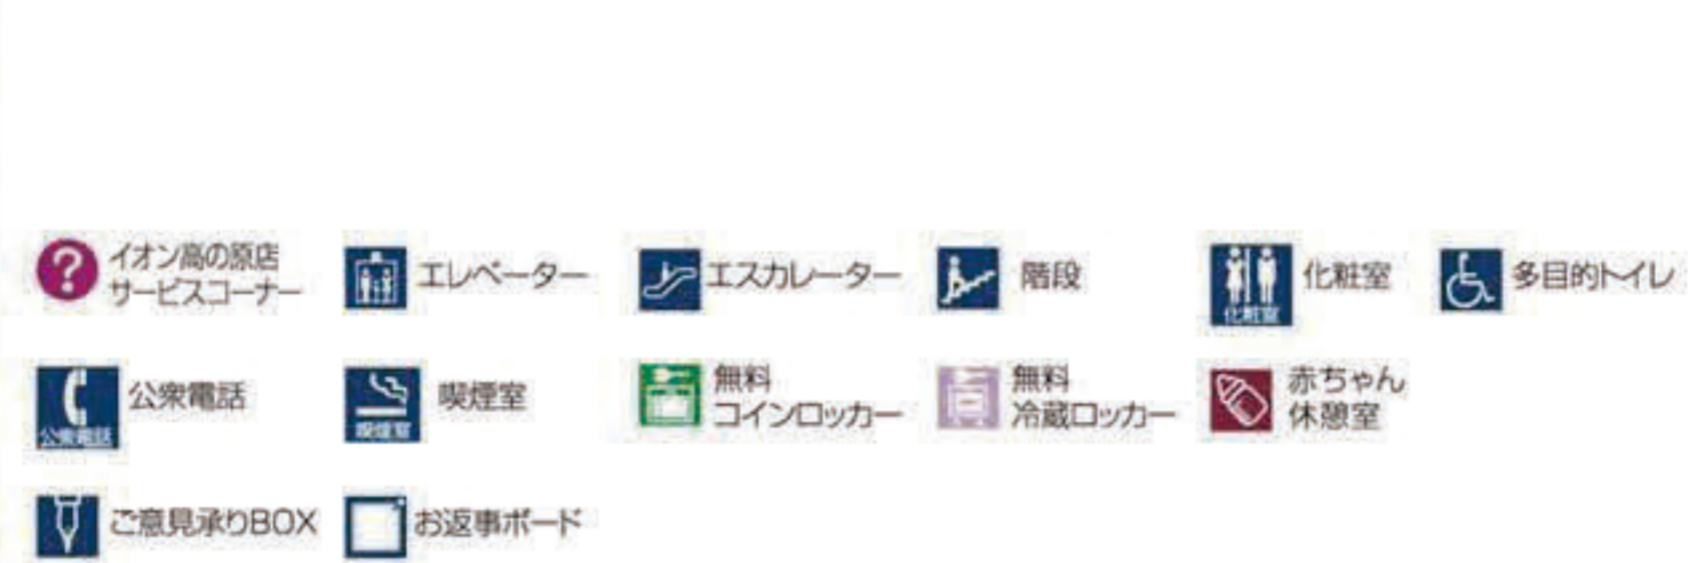 ?
イオン高の原店
サービスコーナー
エレベーター
エスカレーター
階段
化粧室
化粧室
多目的トイレ
公衆電話
公衆電話
喫煙室
喫煙室
無料
コインロッカー
無料
冷蔵ロッカー
赤ちゃん
休憩室
ご意見承りBOX
お返事ボード